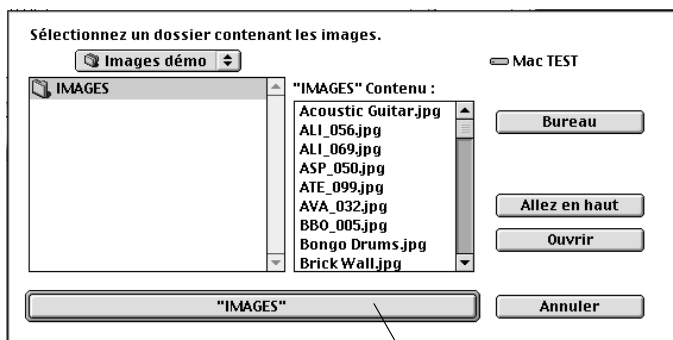 Sélectionnez un dossier contenant les images.
Images démo
Mac TEST
IMAGES
"IMAGES" Contenu :
Acoustic Guitar.jpg
ALI_056.jpg
ALI_069.jpg
ASP_050.jpg
ATE_099.jpg
AVA_032.jpg
BBO_005.jpg
Bongo Drums.jpg
Brick Wall.jpg
Bureau
Allez en haut
Ouvrir
"IMAGES"
Annuler